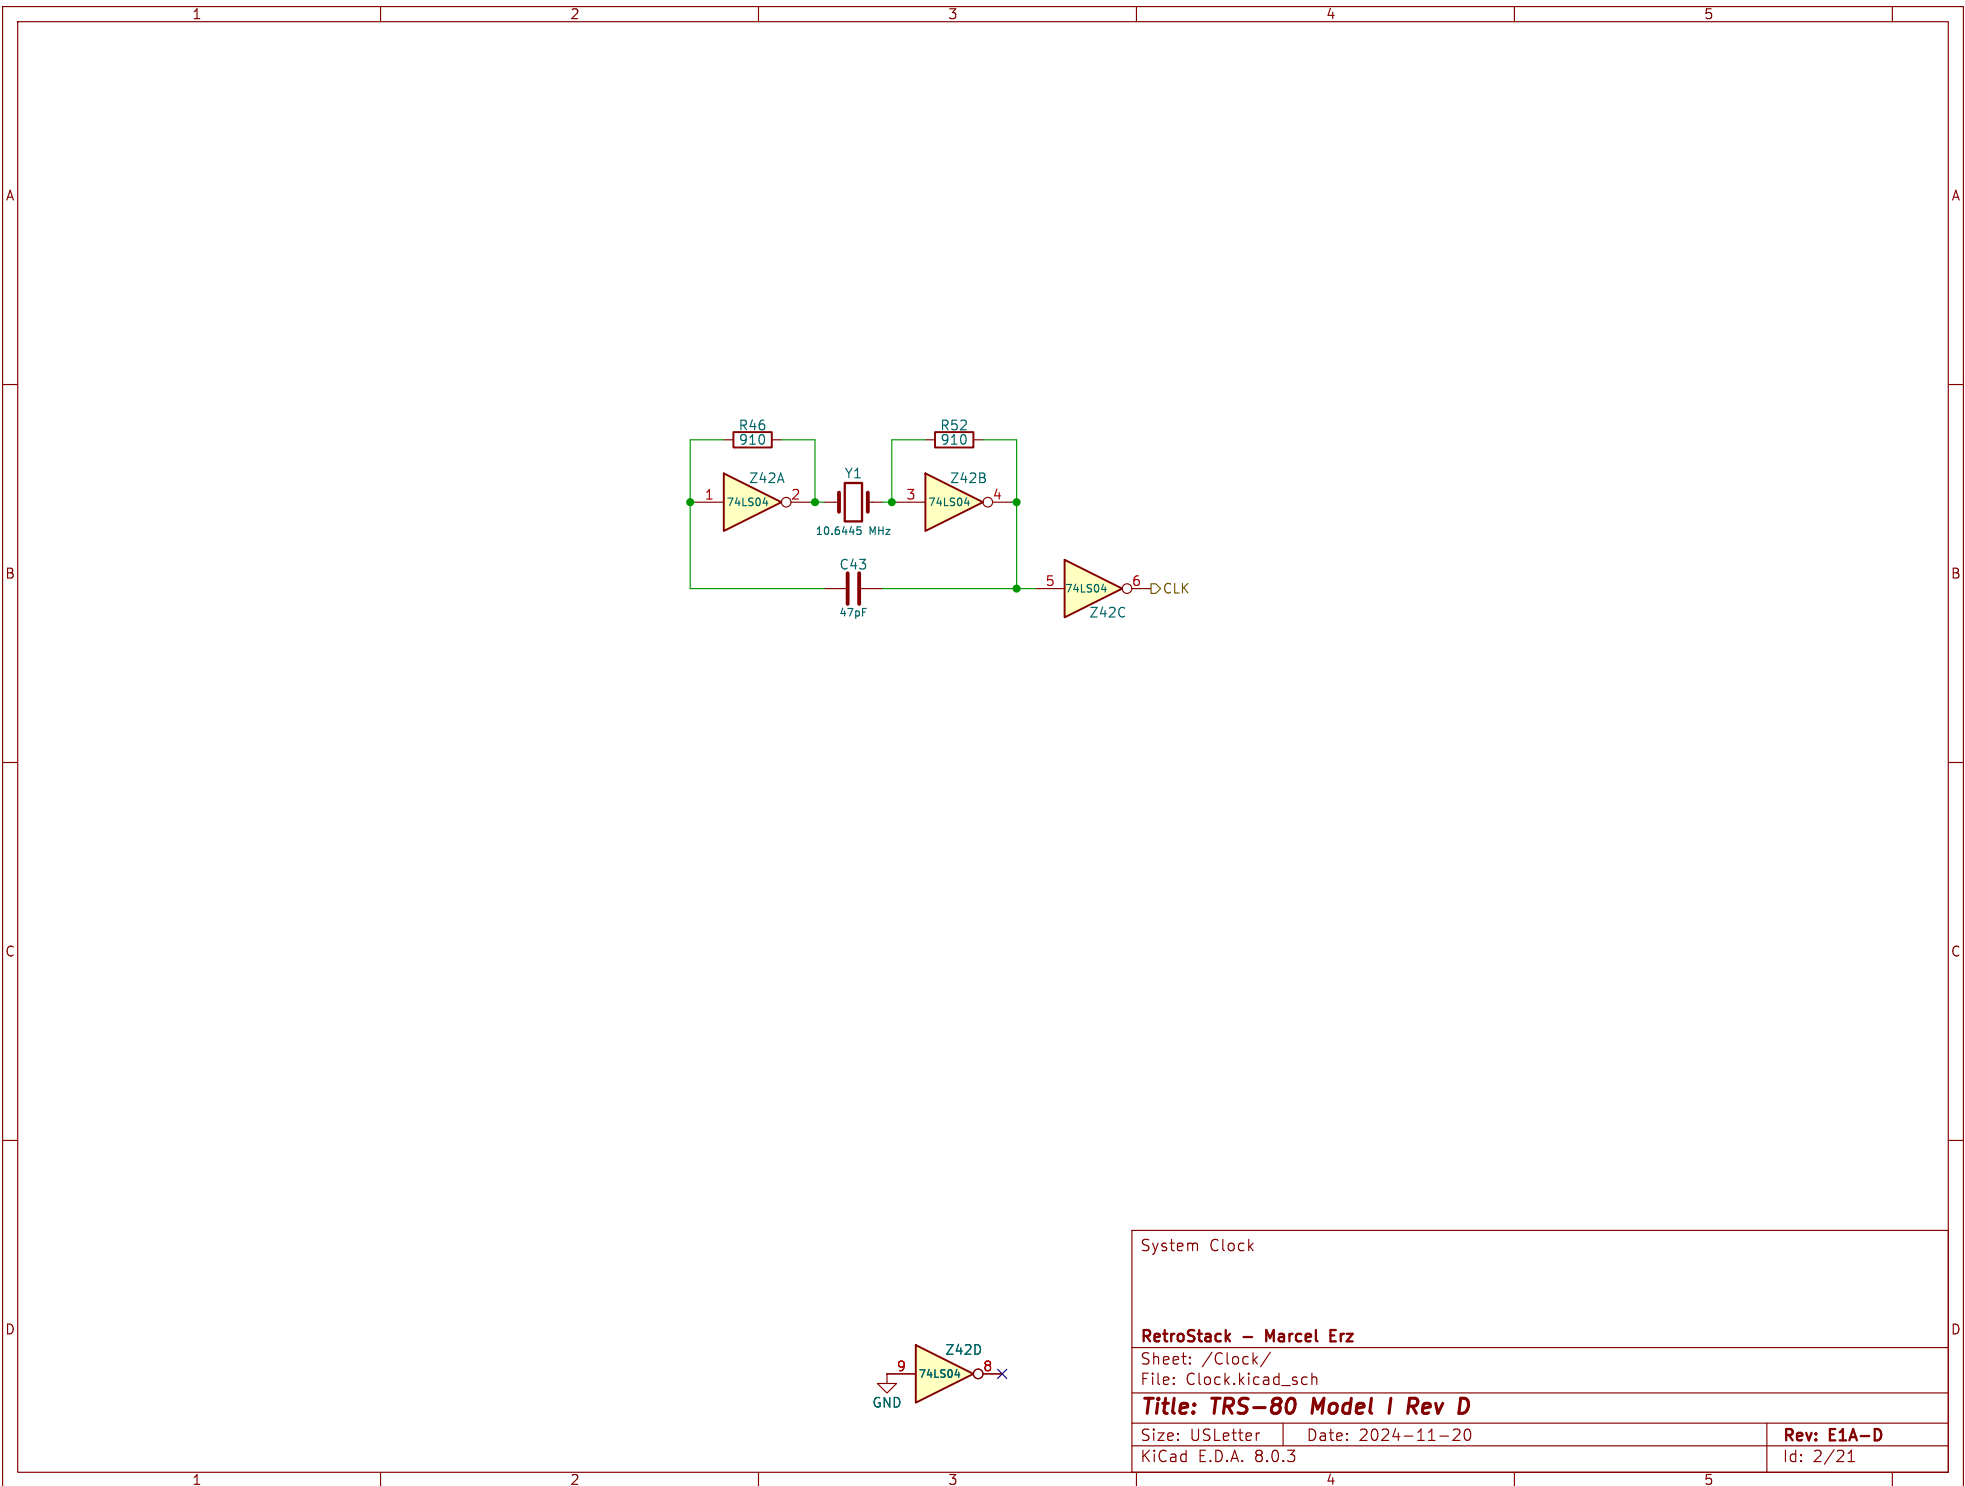 1 2 3 4 5
A A
R46 R52
910 910
Y1
Z42A Z42B
1 74LS04 2 3 74LS04 4
10.6445 MHz
C43
B B
5 74LS04 6 CLK
47pF Z42C
C C
System Clock
D D
RetroStack – Marcel Erz
Z42D
Sheet: /Clock/
9 74LS04 8
File: Clock.kicad_sch
GND
Title: TRS–80 Model I Rev D
Size: USLetter Date: 2024–11–20 Rev: E1A–D
KiCad E.D.A. 8.0.3 Id: 2/21
1 2 3 4 5